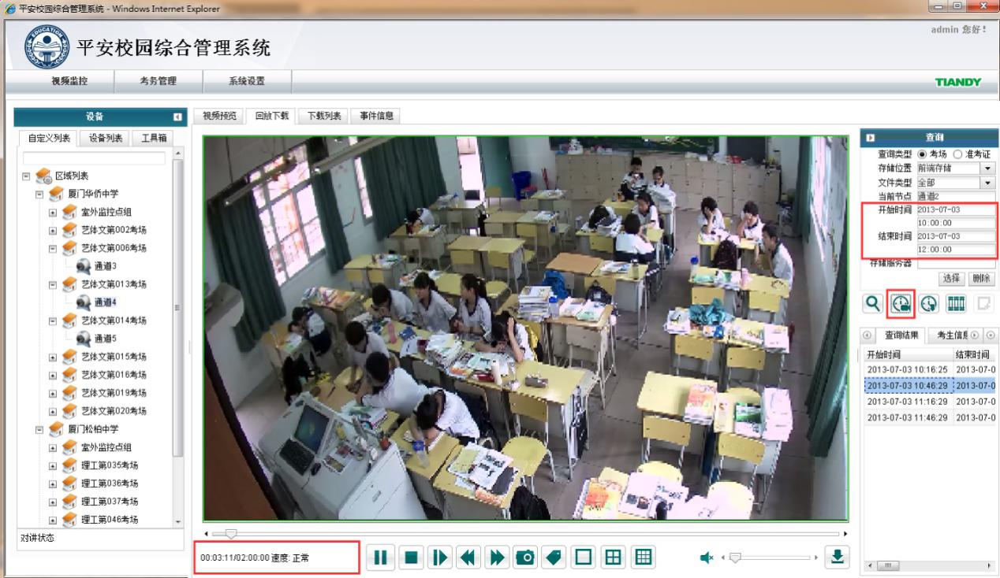 平安校园综合管理系统 - Windows Internet Explorer
admin 您好!
EDUCATION
平安校园综合管理系统
视频监控 考务管理 系统设置
TIANDY
设备
自定义列表 设备列表 工具箱
区域列表
厦门华侨中学
室外监控点组
艺体文第002考场
艺体文第006考场
通道3
艺体文第013考场
通道4
艺体文第014考场
通道5
艺体文第015考场
艺体文第016考场
艺体文第019考场
艺体文第020考场
厦门松柏中学
室外监控点组
理工第035考场
理工第036考场
理工第037考场
理工第046考场
对讲状态
视频预览 回放下载 下载列表 事件信息
00:03:11/02:00:00 速度: 正常
查询
查询类型 考场 准考证
存储位置 前端存储
文件类型 全部
当前节点 通道2
开始时间 2013-07-03
10:00:00
结束时间 2013-07-03
12:00:00
存储服务器
选择 删除
查询结果 考生信息
开始时间 结束时间
2013-07-03 10:16:25 2013-07-0
2013-07-03 10:46:29 2013-07-0
2013-07-03 11:16:29 2013-07-0
2013-07-03 11:46:29 2013-07-0